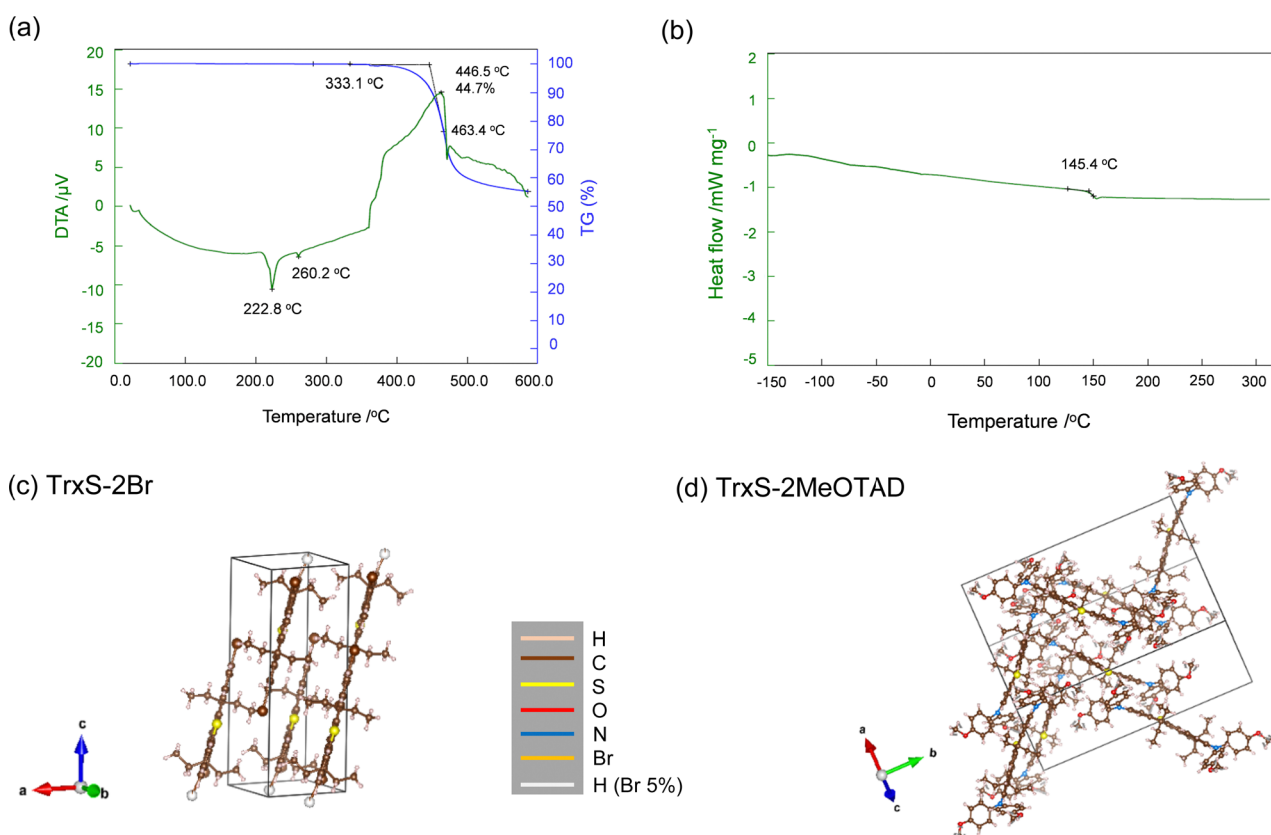 (a)
20
15
10
5
0
-5
-10
-15
-20
DTA /µV
0.0
100.0
200.0
300.0
400.0
500.0
600.0
Temperature /°C
100
90
80
70
60
50
40
30
20
10
0
TG (%)
333.1 °C
446.5 °C
44.7%
463.4 °C
260.2 °C
222.8 °C
(b)
2
1
0
-1
-2
-3
-4
-5
Heat flow /mW mg-1
145.4 °C
-150
-100
-50
0
50
100
150
200
250
300
Temperature /°C
(c) TrxS-2Br
c
a
b
H
C
S
O
N
Br
H (Br 5%)
(d) TrxS-2MeOTAD
a
b
c